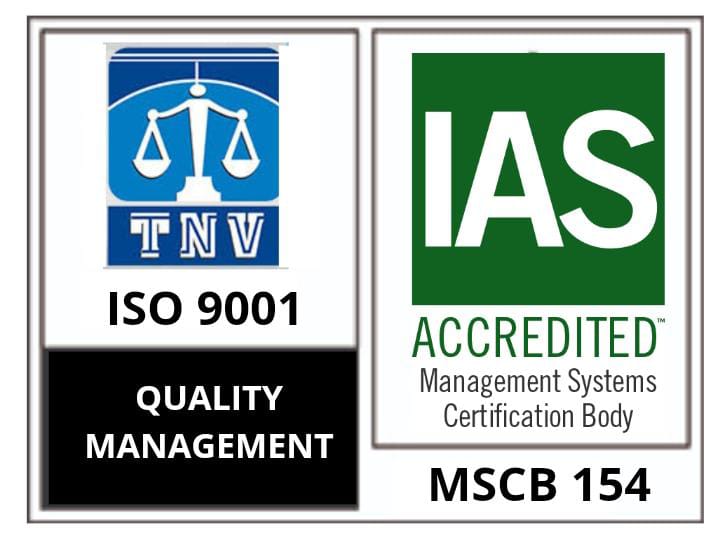 TNV
ISO 9001
QUALITY
MANAGEMENT
IAS
ACCREDITED™
Management Systems
Certification Body
MSCB 154